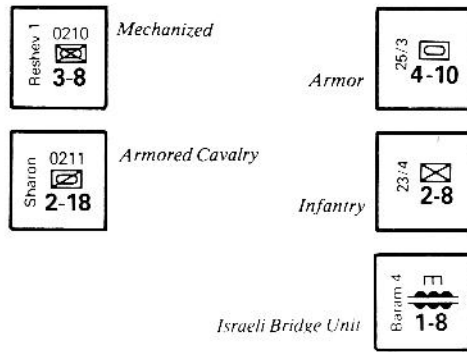 Reshev 1
0210
3-8
Mechanized
25/3
4-10
Armor
Sharon
0211
2-18
Armored Cavalry
23/4
2-8
Infantry
Baram 4
E
1-8
Israeli Bridge Unit